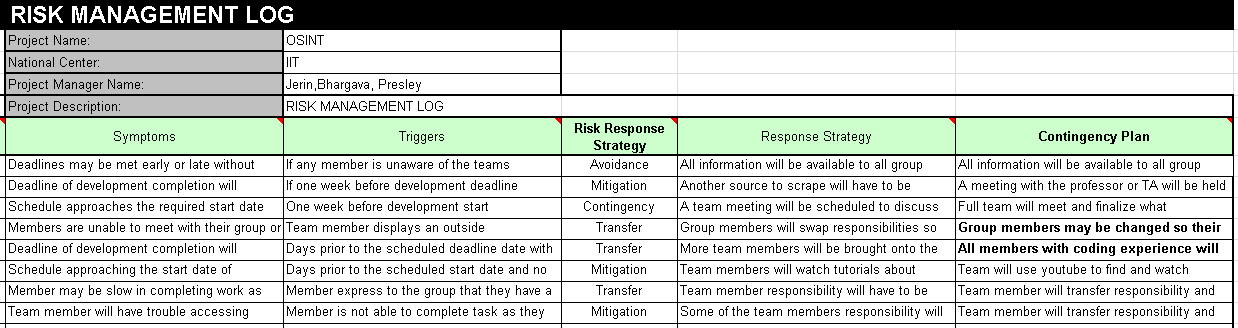 RISK MANAGEMENT LOG
Project Name: OSINT
National Center: IIT
Project Manager Name: Jerin,Bhargava, Presley
Project Description: RISK MANAGEMENT LOG
Symptoms Triggers Risk Response Strategy Response Strategy Contingency Plan
Deadlines may be met early or late without If any member is unaware of the teams Avoidance All information will be available to all group All information will be available to all group
Deadline of development completion will If one week before development deadline Mitigation Another source to scrape will have to be A meeting with the professor or TA will be held
Schedule approaches the required start date One week before development start Contingency A team meeting will be scheduled to discuss Full team will meet and finalize what
Members are unable to meet with their group or Team member displays an outside Transfer Group members will swap responsibilities so Group members may be changed so their
Deadline of development completion will Days prior to the scheduled deadline date with Transfer More team members will be brought onto the All members with coding experience will
Schedule approaching the start date of Days prior to the scheduled start date and no Mitigation Team members will watch tutorials about Team will use youtube to find and watch
Member may be slow in completing work as Member express to the group that they have a Transfer Team member responsibility will have to be Team member will transfer responsibility and
Team member will have trouble accessing Member is not able to complete task as they Mitigation Some of the team members responsibility will Team member will transfer responsibility and